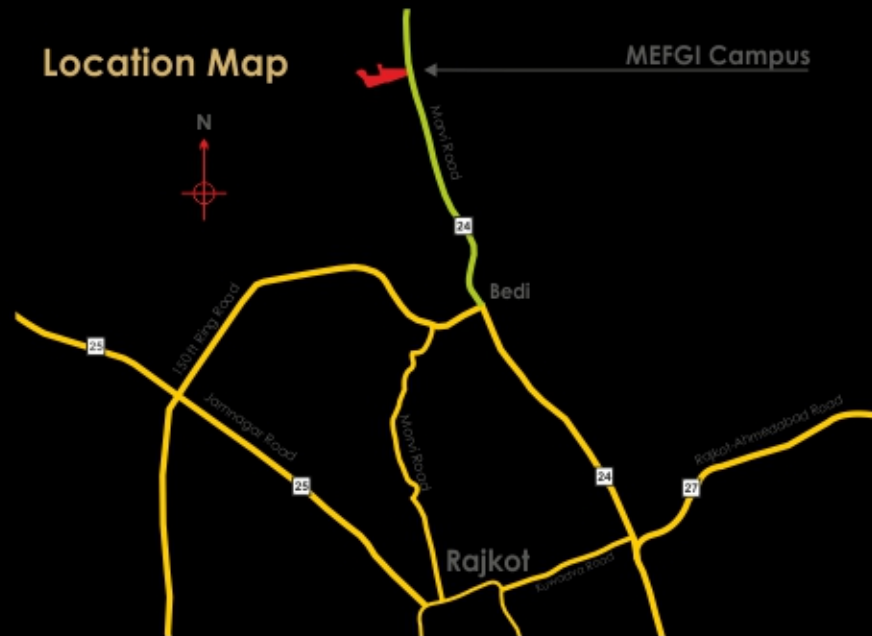 Location Map
MEFGI Campus
N
Morvi Road
24
Bedi
150ft Ring Road
25
Jamnagar Road
Morvi Road
25
24
27
Rajkot-Ahmedabad Road
Rajkot
Kuwadva Road